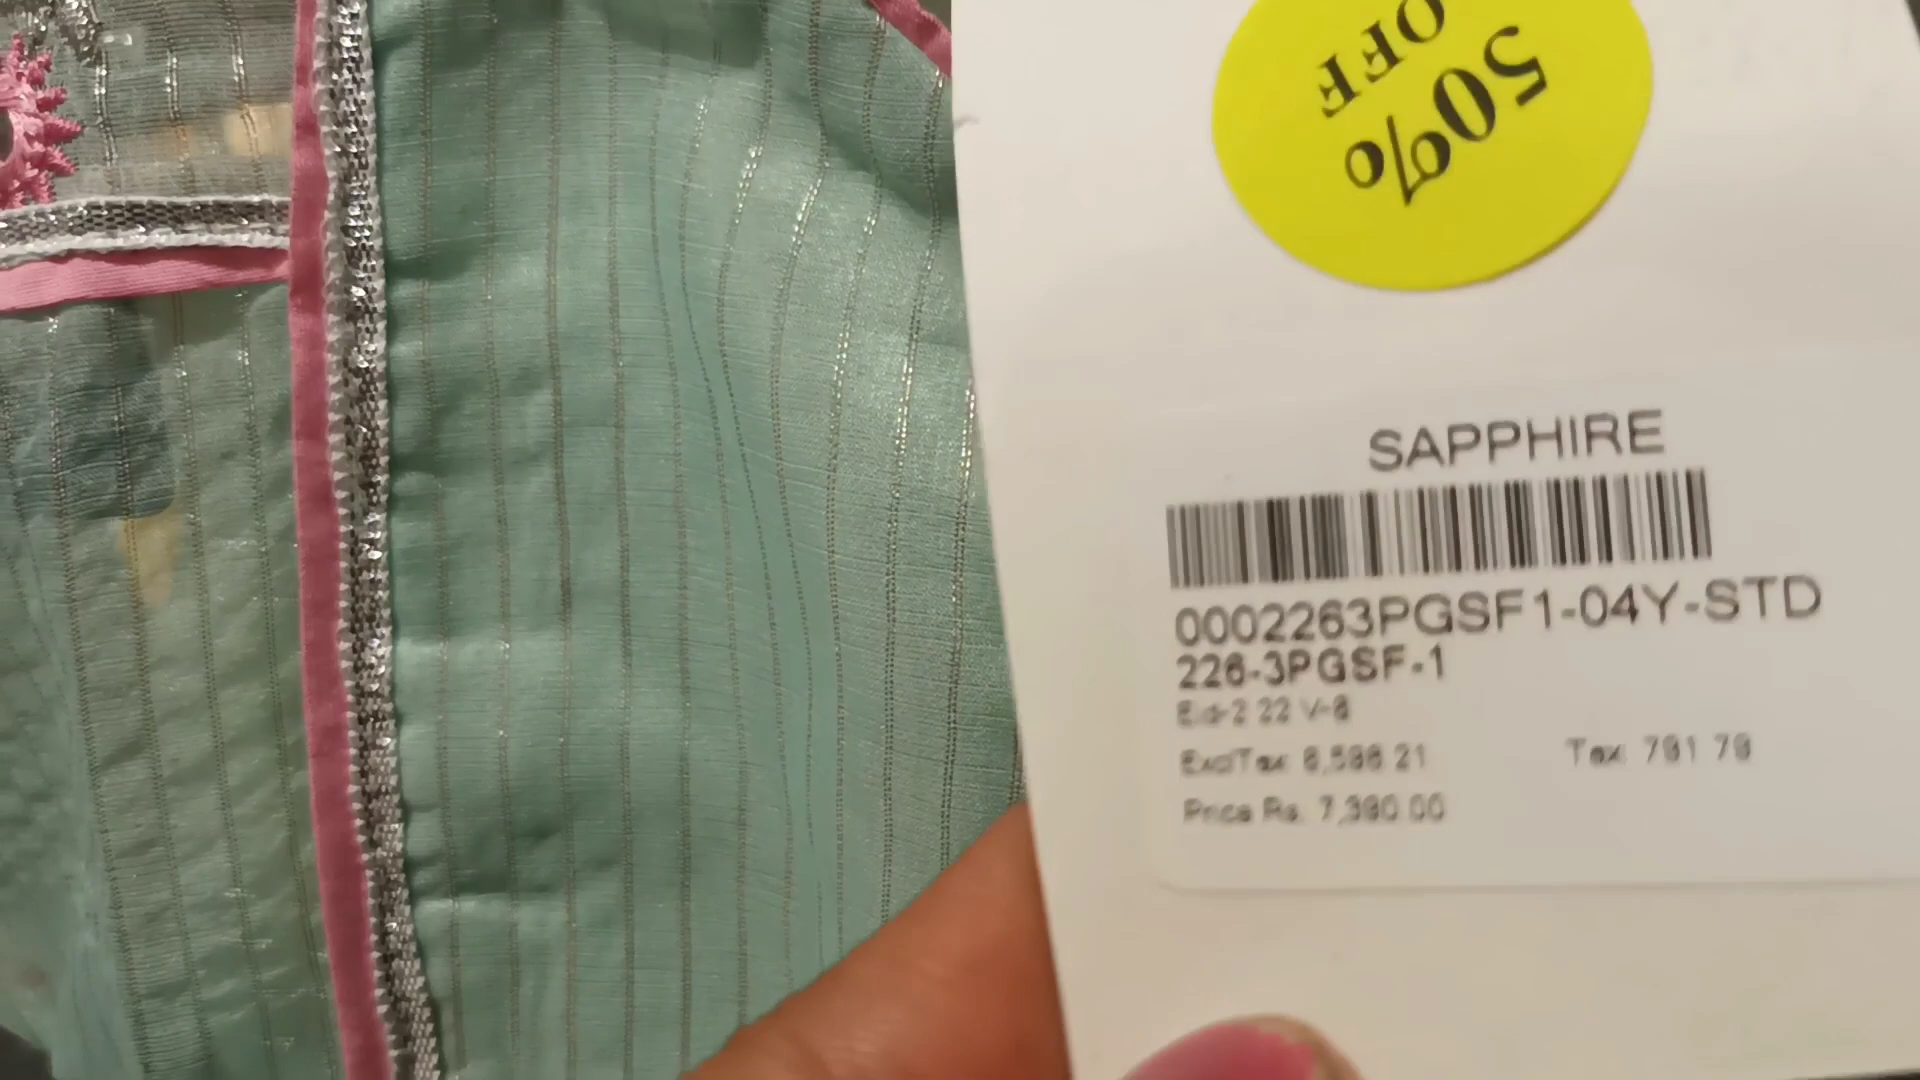 50%
OFF
SAPPHIRE
0002263PGSF1-04Y-STD
226-3PGSF-1
Eid-2 22 V-8
ExclTax: 6,598.21 Tax: 791.79
Price Rs. 7,390.00